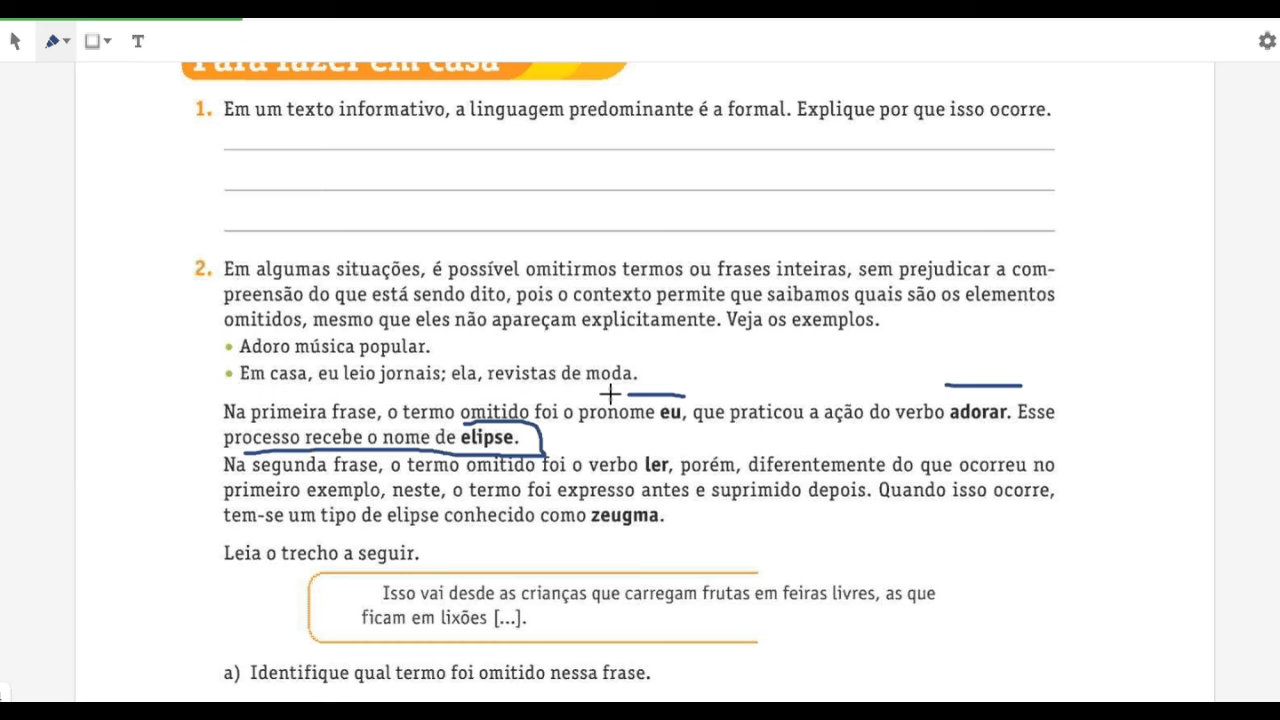 T
Para fazer em casa
1. Em um texto informativo, a linguagem predominante é a formal. Explique por que isso ocorre.
2. Em algumas situações, é possível omitirmos termos ou frases inteiras, sem prejudicar a com-
preensão do que está sendo dito, pois o contexto permite que saibamos quais são os elementos
omitidos, mesmo que eles não apareçam explicitamente. Veja os exemplos.
• Adoro música popular.
• Em casa, eu leio jornais; ela, revistas de moda.
Na primeira frase, o termo omitido foi o pronome eu, que praticou a ação do verbo adorar. Esse
processo recebe o nome de elipse.
Na segunda frase, o termo omitido foi o verbo ler, porém, diferentemente do que ocorreu no
primeiro exemplo, neste, o termo foi expresso antes e suprimido depois. Quando isso ocorre,
tem-se um tipo de elipse conhecido como zeugma.
Leia o trecho a seguir.
Isso vai desde as crianças que carregam frutas em feiras livres, as que
ficam em lixões [...].
a) Identifique qual termo foi omitido nessa frase.